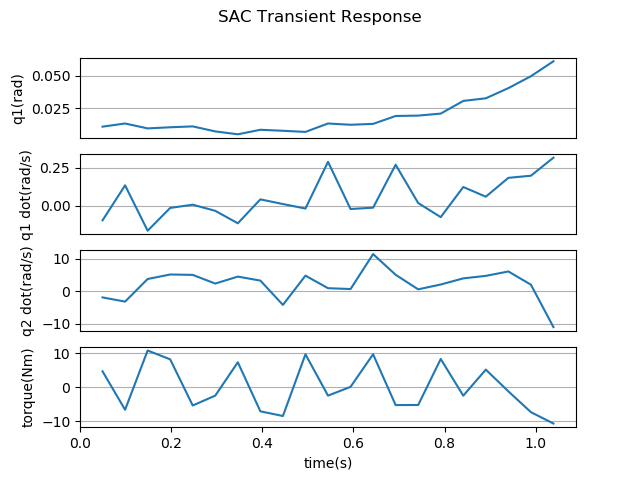 SAC Transient Response
q1(rad)
0.050
0.025
q1 dot(rad/s)
0.25
0.00
q2 dot(rad/s)
10
0
−10
torque(Nm)
10
0
−10
0.0 0.2 0.4 0.6 0.8 1.0
time(s)